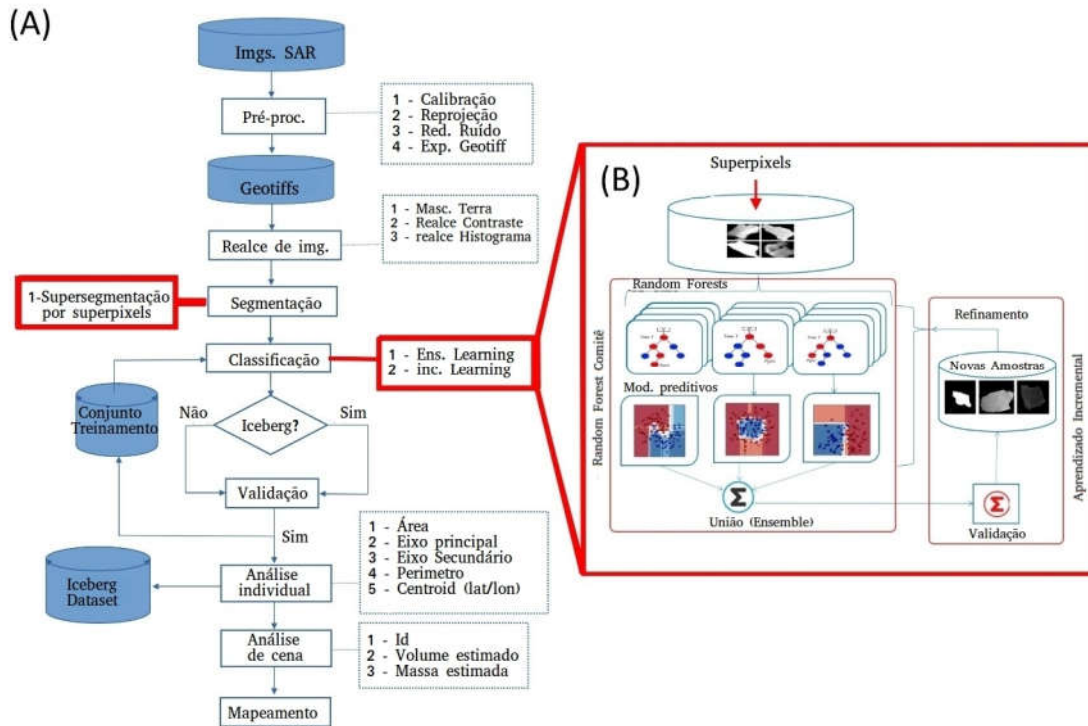 (A)
Imgs. SAR
Pré-proc.
1 - Calibração
2 - Reprojeção
3 - Red. Ruído
4 - Exp. Geotiff
Geotiffs
Realce de img.
1 - Masc. Terra
2 - Realce Contraste
3 - realce Histograma
1-Supersegmentação
por superpixels
Segmentação
Classificação
1 - Ens. Learning
2 - inc. Learning
Conjunto
Treinamento
Não
Sim
Iceberg?
Validação
Sim
Iceberg
Dataset
Análise
individual
1 - Área
2 - Eixo principal
3 - Eixo Secundário
4 - Perimetro
5 - Centroid (lat/lon)
Análise
de cena
1 - Id
2 - Volume estimado
3 - Massa estimada
Mapeamento
(B)
Superpixels
Random Forest Comitê
Random Forests
Mod. preditivos
Σ
União (Ensemble)
Refinamento
Novas Amostras
Σ
Validação
Aprendizado Incremental